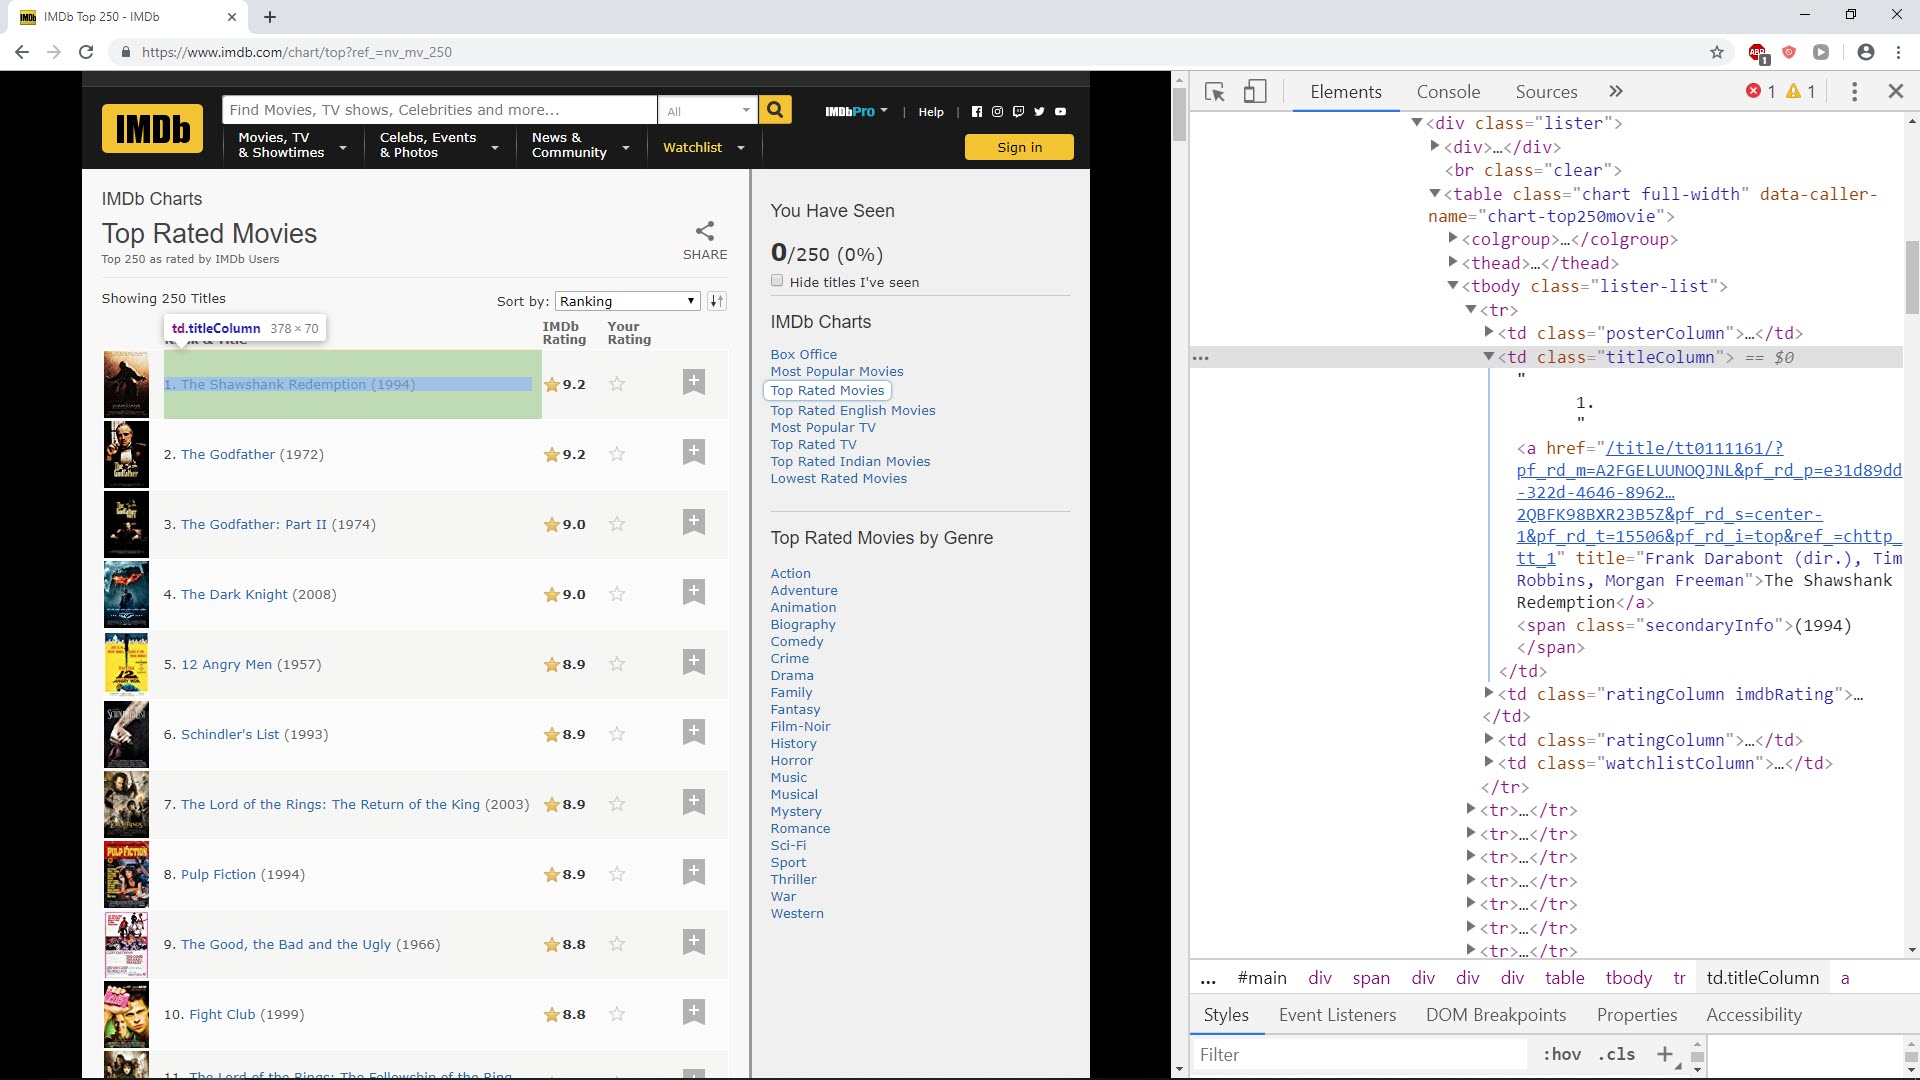 IMDb Top 250 - IMDb
https://www.imdb.com/chart/top?ref_=nv_mv_250
ABP 1
IMDb
Find Movies, TV shows, Celebrities and more...
All
IMDbPro | Help |
Movies, TV
& Showtimes
Celebs, Events
& Photos
News &
Community
Watchlist
Sign in
IMDb Charts
Top Rated Movies
Top 250 as rated by IMDb Users
SHARE
Showing 250 Titles
Sort by: Ranking
td.titleColumn 378 × 70
Rank & Title
IMDb
Rating
Your
Rating
1. The Shawshank Redemption (1994) 9.2
2. The Godfather (1972) 9.2
3. The Godfather: Part II (1974) 9.0
4. The Dark Knight (2008) 9.0
5. 12 Angry Men (1957) 8.9
6. Schindler's List (1993) 8.9
7. The Lord of the Rings: The Return of the King (2003) 8.9
8. Pulp Fiction (1994) 8.9
9. The Good, the Bad and the Ugly (1966) 8.8
10. Fight Club (1999) 8.8
11. The Lord of the Rings: The Fellowship of the Ring
You Have Seen
0/250 (0%)
Hide titles I've seen
IMDb Charts
Box Office
Most Popular Movies
Top Rated Movies
Top Rated English Movies
Most Popular TV
Top Rated TV
Top Rated Indian Movies
Lowest Rated Movies
Top Rated Movies by Genre
Action
Adventure
Animation
Biography
Comedy
Crime
Drama
Family
Fantasy
Film-Noir
History
Horror
Music
Musical
Mystery
Romance
Sci-Fi
Sport
Thriller
War
Western
Elements Console Sources » 1 1
<div class="lister">
<div>…</div>
<br class="clear">
<table class="chart full-width" data-caller-
name="chart-top250movie">
<colgroup>…</colgroup>
<thead>…</thead>
<tbody class="lister-list">
<tr>
<td class="posterColumn">…</td>
<td class="titleColumn"> == $0
"
1.
"
<a href="/title/tt0111161/?
pf_rd_m=A2FGELUUNOQJNL&pf_rd_p=e31d89dd
-322d-4646-8962…
2QBFK98BXR23B5Z&pf_rd_s=center-
1&pf_rd_t=15506&pf_rd_i=top&ref_=chttp_
tt_1" title="Frank Darabont (dir.), Tim
Robbins, Morgan Freeman">The Shawshank
Redemption</a>
<span class="secondaryInfo">(1994)
</span>
</td>
<td class="ratingColumn imdbRating">…
</td>
<td class="ratingColumn">…</td>
<td class="watchlistColumn">…</td>
</tr>
<tr>…</tr>
<tr>…</tr>
<tr>…</tr>
<tr>…</tr>
<tr>…</tr>
<tr>…</tr>
<tr>…</tr>
... #main div span div div div table tbody tr td.titleColumn a
Styles Event Listeners DOM Breakpoints Properties Accessibility
Filter :hov .cls +